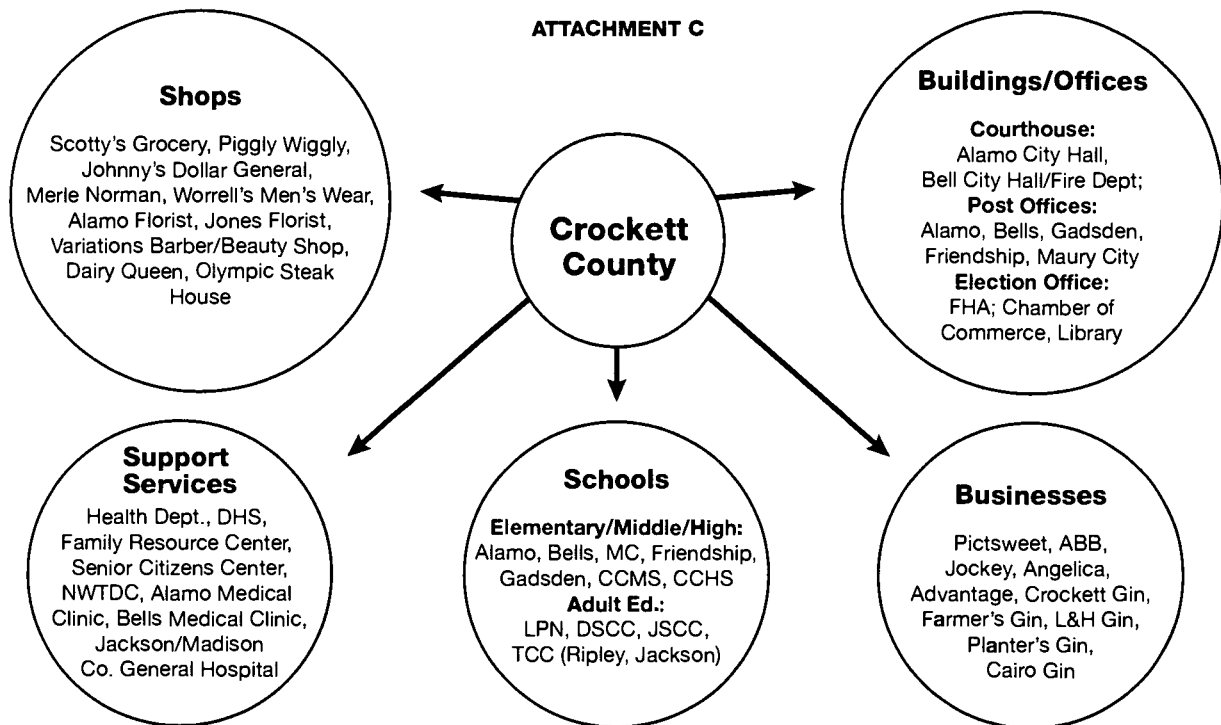 ATTACHMENT C
Shops
Scotty's Grocery, Piggly Wiggly,
Johnny's Dollar General,
Merle Norman, Worrell's Men's Wear,
Alamo Florist, Jones Florist,
Variations Barber/Beauty Shop,
Dairy Queen, Olympic Steak
House
Crockett
County
Buildings/Offices
Courthouse:
Alamo City Hall,
Bell City Hall/Fire Dept;
Post Offices:
Alamo, Bells, Gadsden,
Friendship, Maury City
Election Office:
FHA; Chamber of
Commerce, Library
Support
Services
Health Dept., DHS,
Family Resource Center,
Senior Citizens Center,
NWTDC, Alamo Medical
Clinic, Bells Medical Clinic,
Jackson/Madison
Co. General Hospital
Schools
Elementary/Middle/High:
Alamo, Bells, MC, Friendship,
Gadsden, CCMS, CCHS
Adult Ed.:
LPN, DSCC, JSCC,
TCC (Ripley, Jackson)
Businesses
Pictsweet, ABB,
Jockey, Angelica,
Advantage, Crockett Gin,
Farmer's Gin, L&H Gin,
Planter's Gin,
Cairo Gin